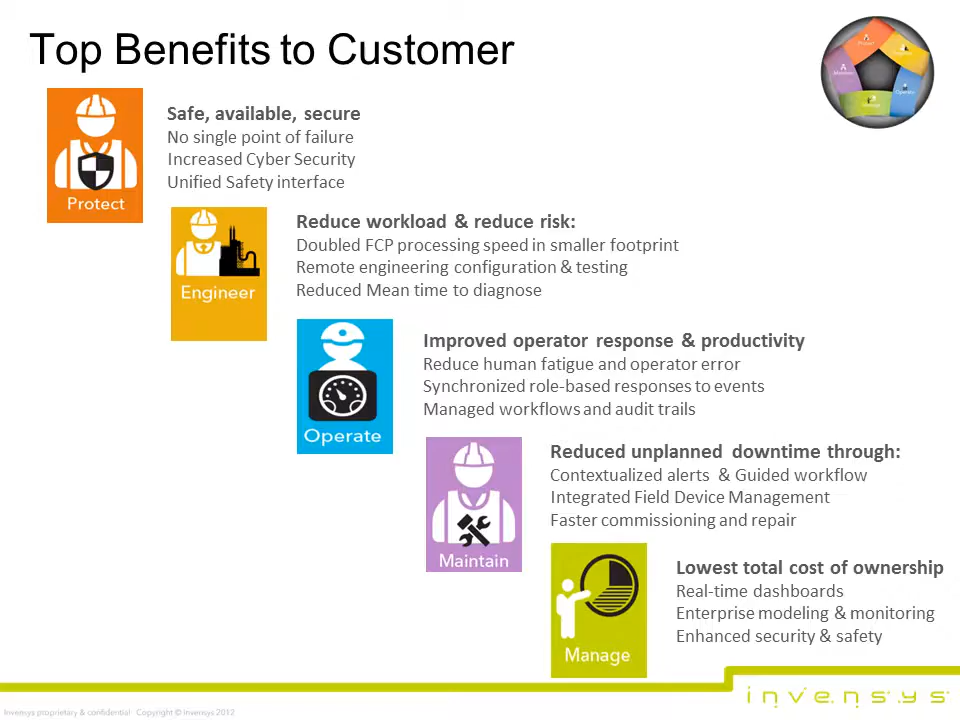 Top Benefits to Customer
Protect
Safe, available, secure
No single point of failure
Increased Cyber Security
Unified Safety interface
Engineer
Reduce workload & reduce risk:
Doubled FCP processing speed in smaller footprint
Remote engineering configuration & testing
Reduced Mean time to diagnose
Operate
Improved operator response & productivity
Reduce human fatigue and operator error
Synchronized role-based responses to events
Managed workflows and audit trails
Maintain
Reduced unplanned downtime through:
Contextualized alerts & Guided workflow
Integrated Field Device Management
Faster commissioning and repair
Manage
Lowest total cost of ownership
Real-time dashboards
Enterprise modeling & monitoring
Enhanced security & safety
invensys
Invensys proprietary & confidential Copyright © invensys 2012